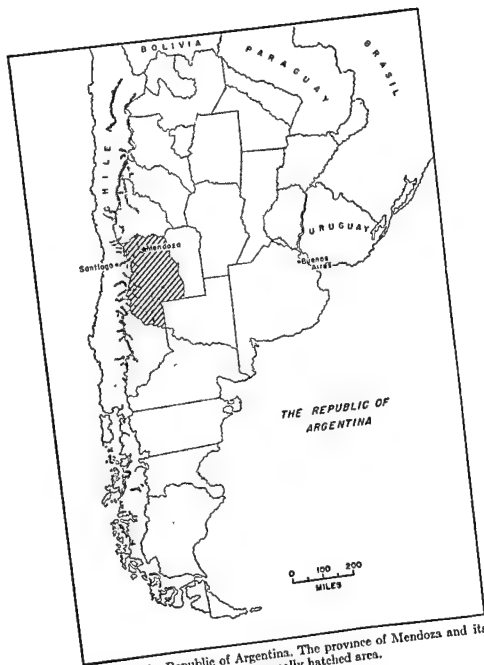 BOLIVIA
PARAGUAY
BRASIL
CHILE
Mendoza
Santiago
URUGUAY
Buenos
Aires
THE REPUBLIC OF
ARGENTINA
0 100 200
MILES
Republic of Argentina. The province of Mendoza and its
hatched area.